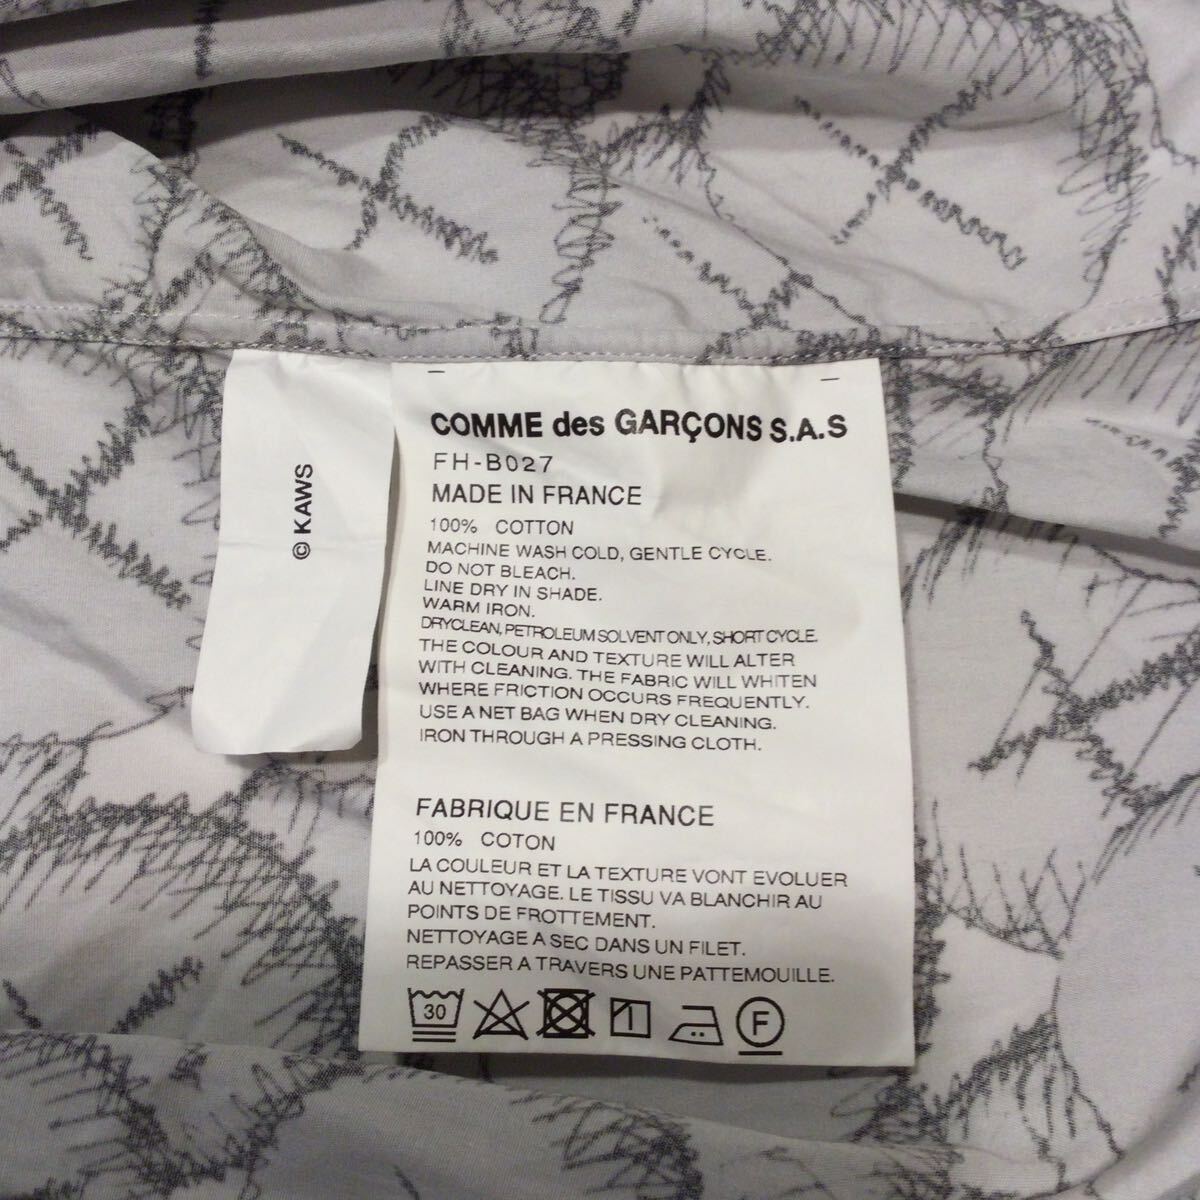 © KAWS
COMME des GARÇONS S.A.S
FH-B027
MADE IN FRANCE
100% COTTON
MACHINE WASH COLD, GENTLE CYCLE.
DO NOT BLEACH.
LINE DRY IN SHADE.
WARM IRON.
DRYCLEAN, PETROLEUM SOLVENT ONLY, SHORT CYCLE.
THE COLOUR AND TEXTURE WILL ALTER
WITH CLEANING. THE FABRIC WILL WHITEN
WHERE FRICTION OCCURS FREQUENTLY.
USE A NET BAG WHEN DRY CLEANING.
IRON THROUGH A PRESSING CLOTH.
FABRIQUE EN FRANCE
100% COTON
LA COULEUR ET LA TEXTURE VONT EVOLUER
AU NETTOYAGE. LE TISSU VA BLANCHIR AU
POINTS DE FROTTEMENT.
NETTOYAGE A SEC DANS UN FILET.
REPASSER A TRAVERS UNE PATTEMOUILLE.
30 F